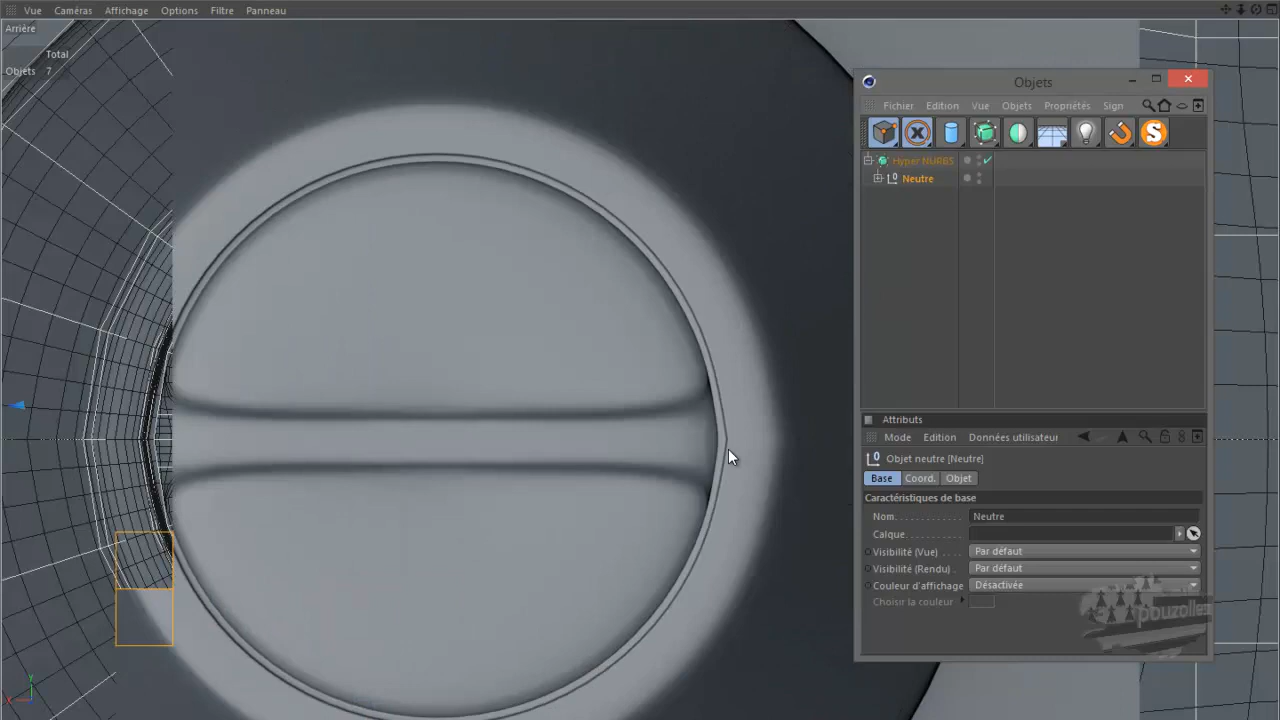 Vue Caméras Affichage Options Filtre Panneau
Arrière
Total
Objets 7
Objets
Fichier Edition Vue Objets Propriétés Sign
Hyper NURBS
Neutre
Attributs
Mode Edition Données utilisateur
Objet neutre [Neutre]
Base Coord. Objet
Caractéristiques de base
Nom Neutre
Calque
Visibilité (Vue) Par défaut
Visibilité (Rendu) Par défaut
Couleur d'affichage Désactivée
Choisir la couleur